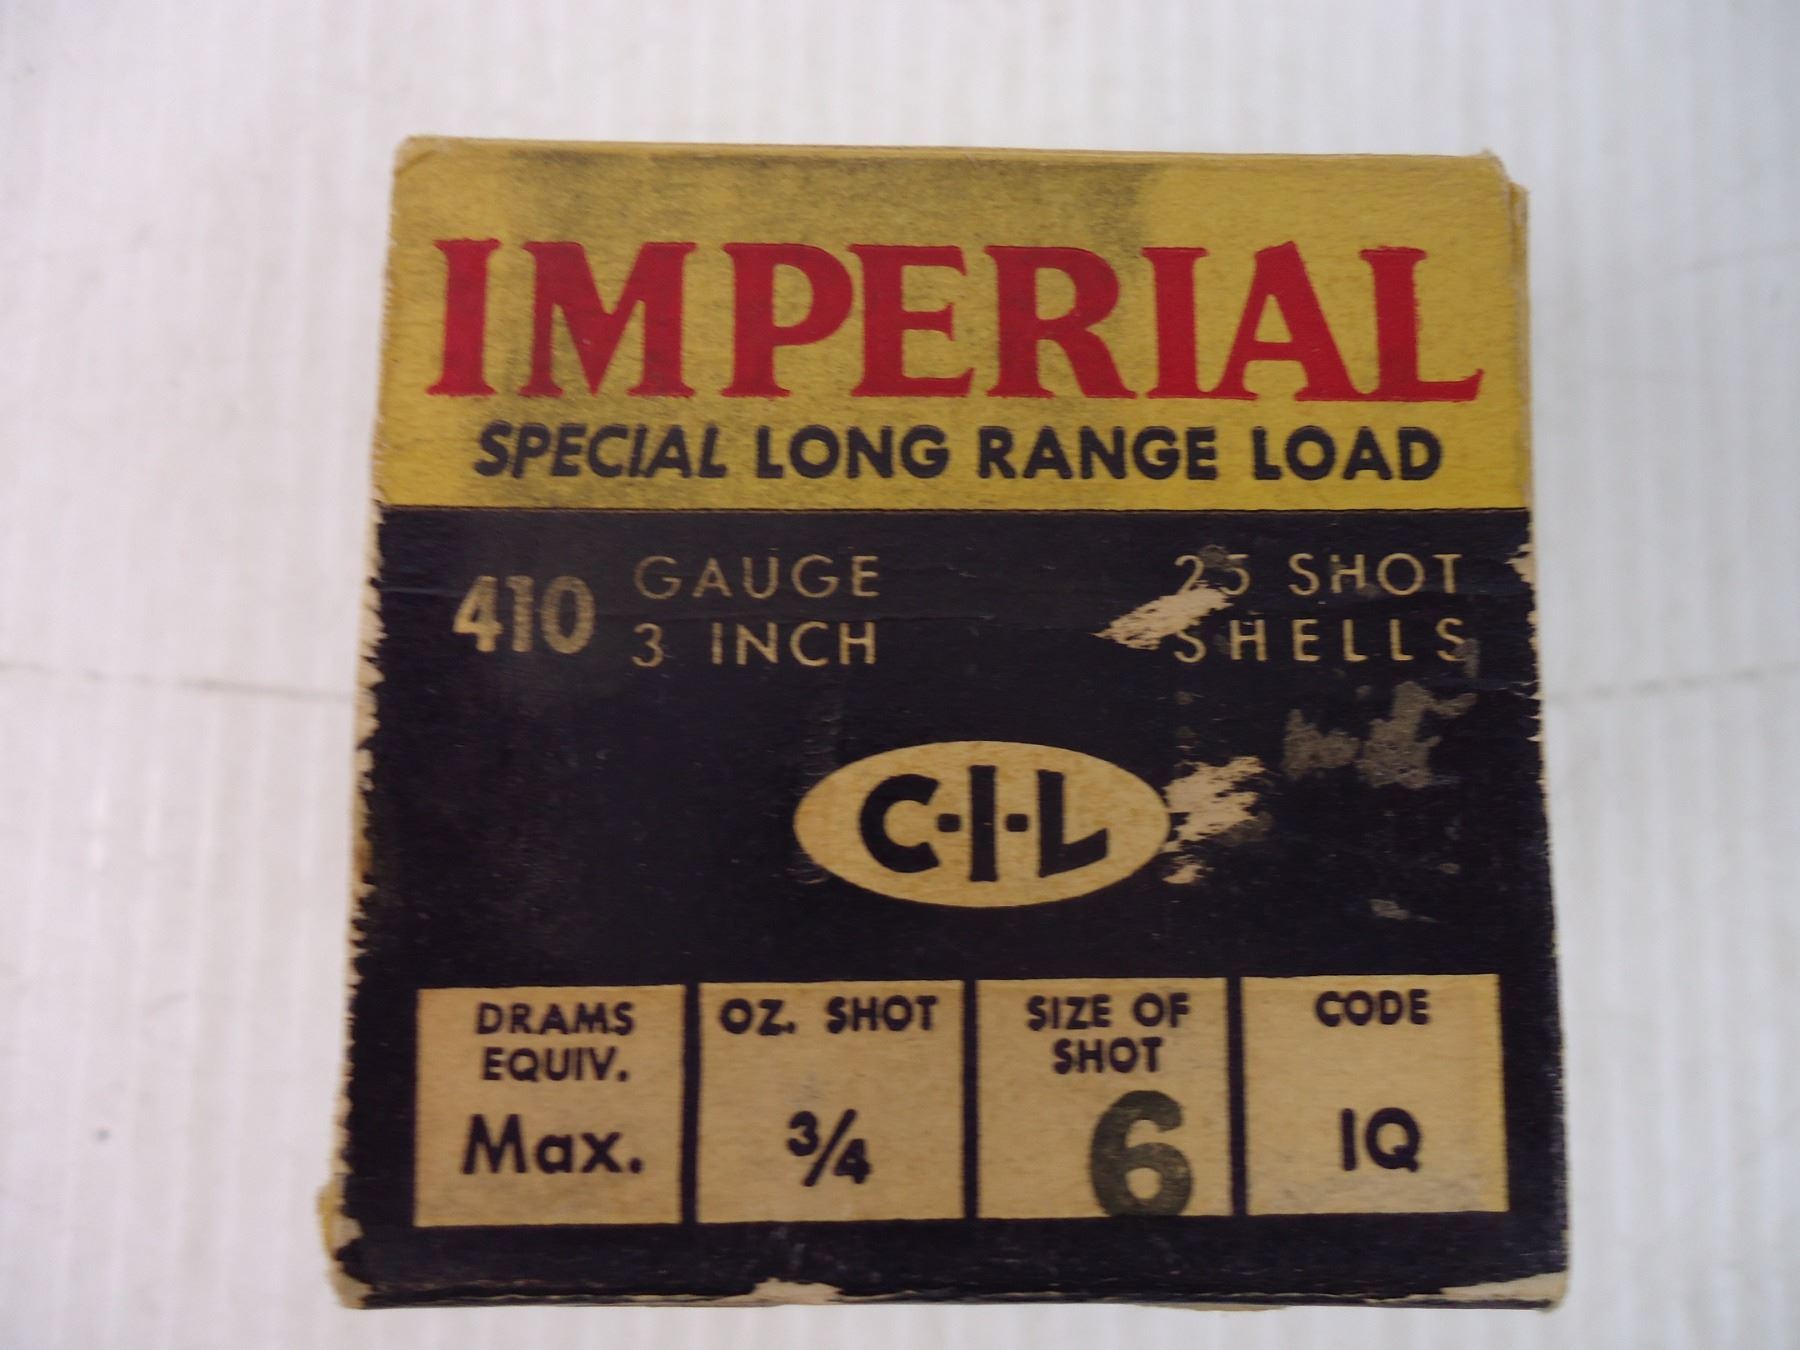 IMPERIAL
SPECIAL LONG RANGE LOAD
410 GAUGE
3 INCH
25 SHOT
SHELLS
C-I-L
DRAMS
EQUIV.
Max.
OZ. SHOT
3/4
SIZE OF
SHOT
6
CODE
IQ